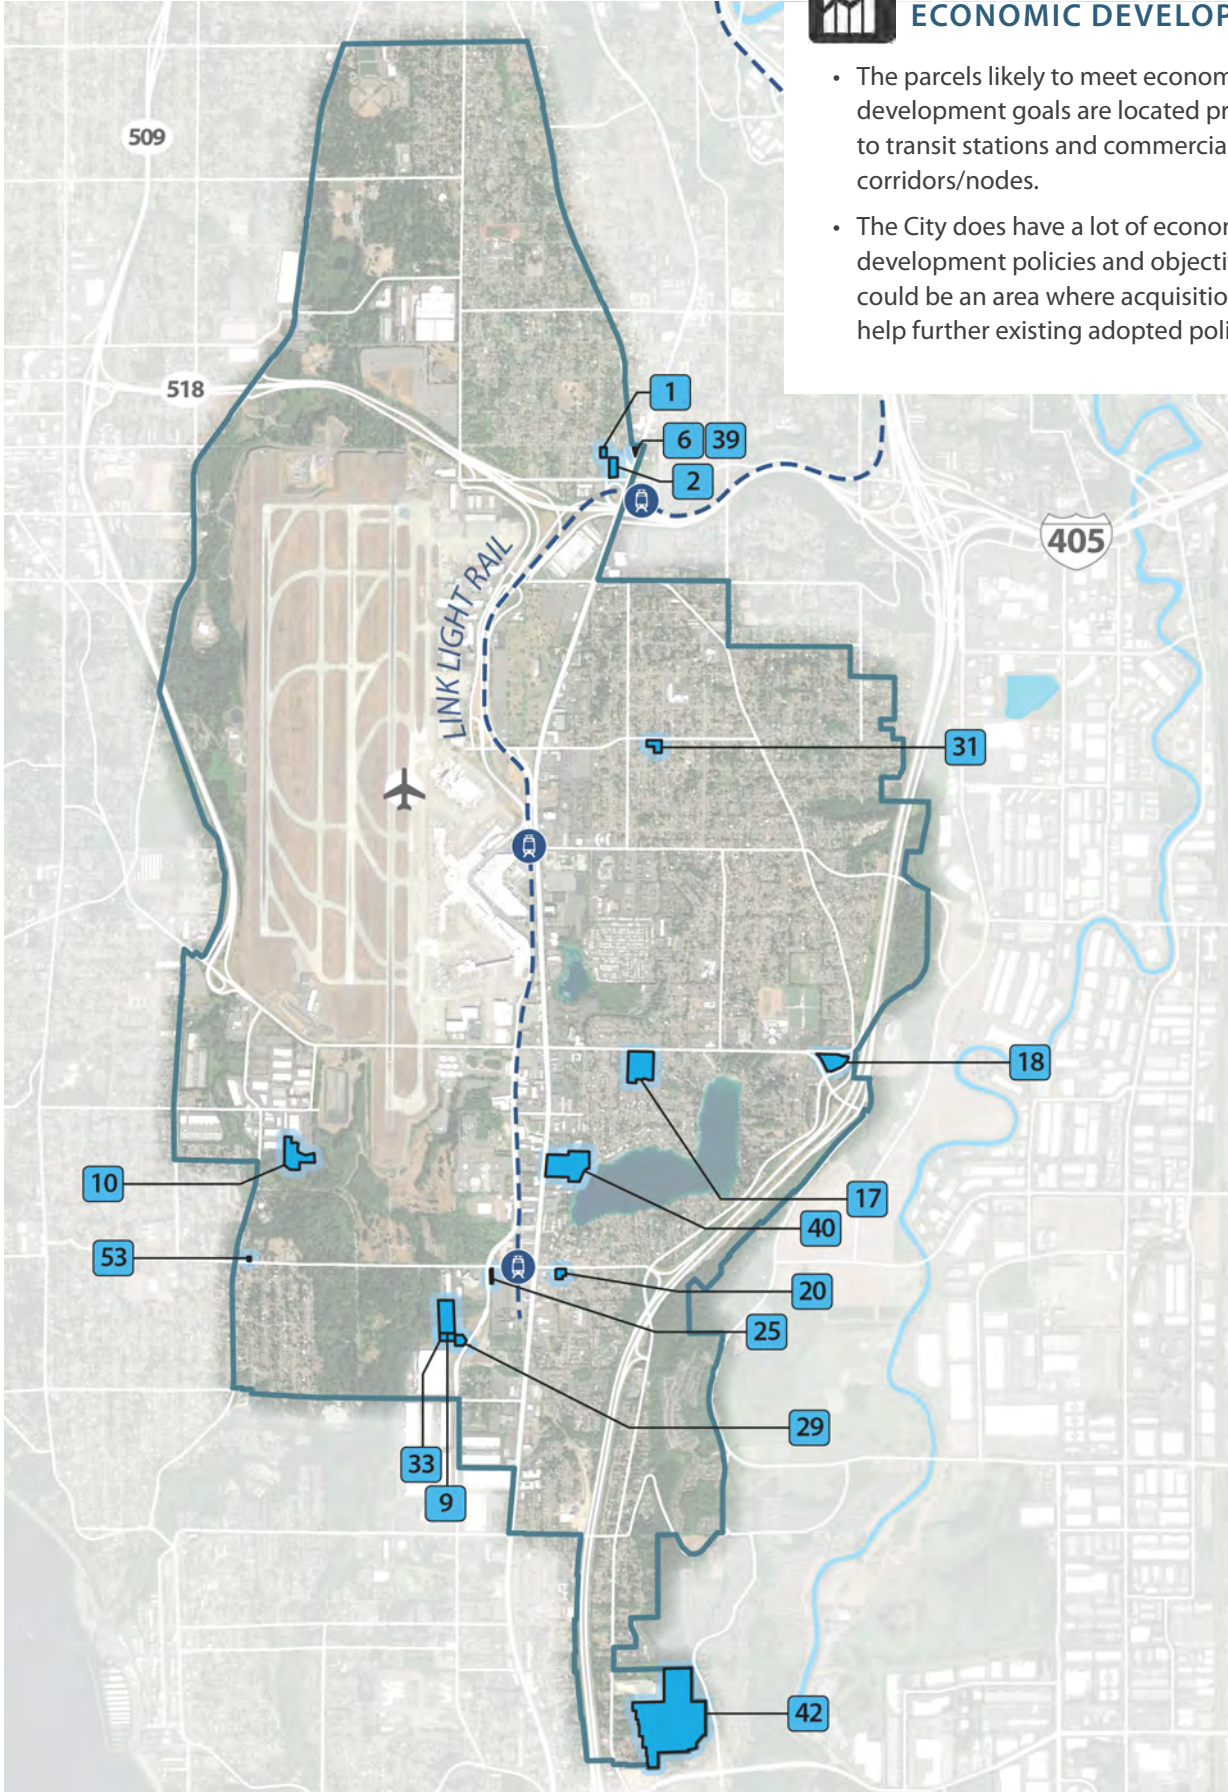 ECONOMIC DEVELOP
• The parcels likely to meet econom
development goals are located pr
to transit stations and commercia
corridors/nodes.
• The City does have a lot of econor
development policies and objecti
could be an area where acquisitio
help further existing adopted poli
509
518
1
6 39
2
405
LINK LIGHT RAIL
31
18
10
17
40
53
20
25
29
33
9
42